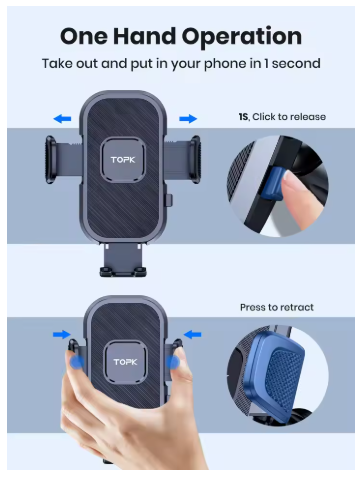 One Hand Operation
Take out and put in your phone in 1 second
1S, Click to release
TOPK
Press to retract
TOPK